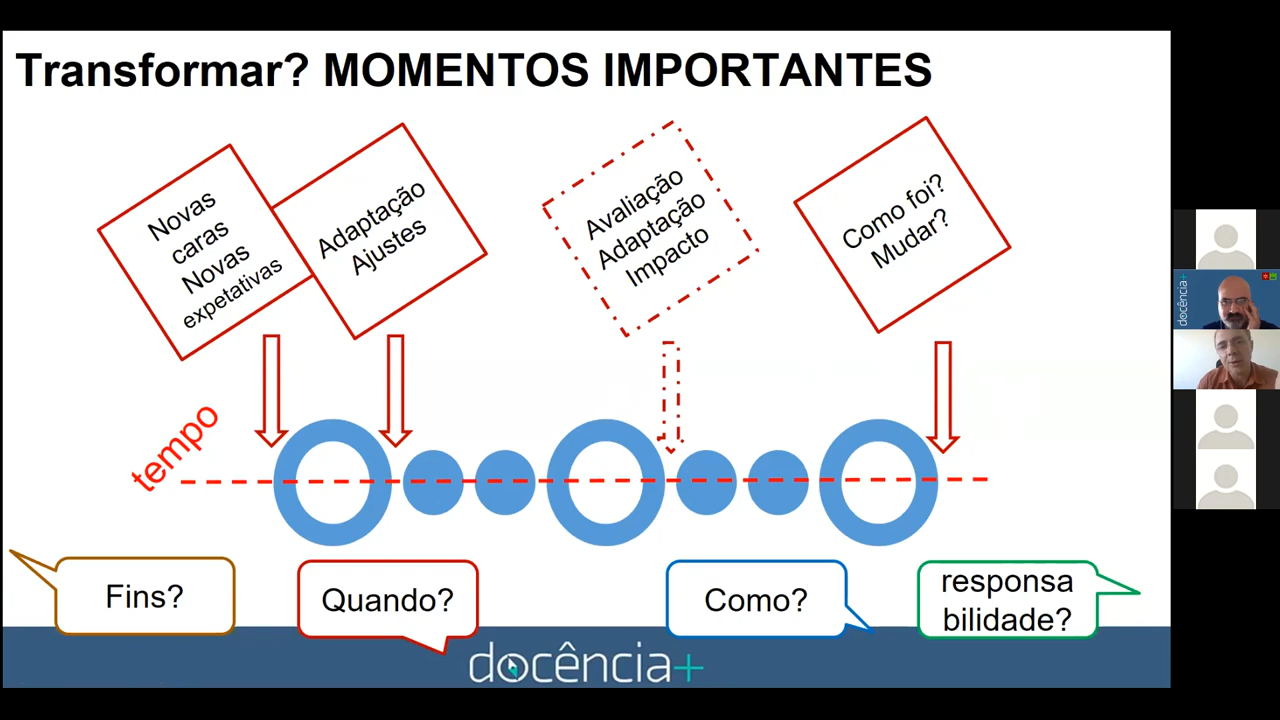 Transformar? MOMENTOS IMPORTANTES
Novas
caras
Novas
expetativas
Adaptação
Ajustes
Avaliação
Adaptação
Impacto
Como foi?
Mudar?
tempo
Fins?
Quando?
Como?
responsa
bilidade?
docência+
docência+